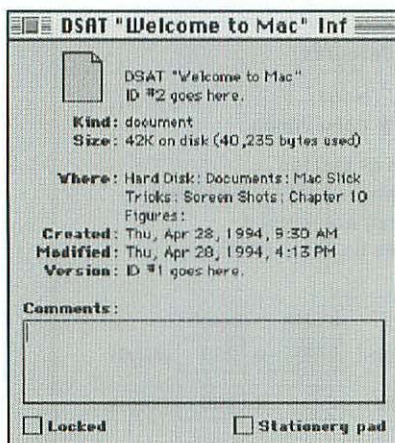 DSAT "Welcome to Mac" Inf
DSAT "Welcome to Mac"
ID #2 goes here.
Kind: document
Size: 42K on disk (40,235 bytes used)
Where: Hard Disk: Documents: Mac Slick
Tricks: Screen Shots: Chapter 10
Figures:
Created: Thu, Apr 28, 1994, 9:30 AM
Modified: Thu, Apr 28, 1994, 4:13 PM
Version: ID #1 goes here.
Comments:
Locked
Stationery pad